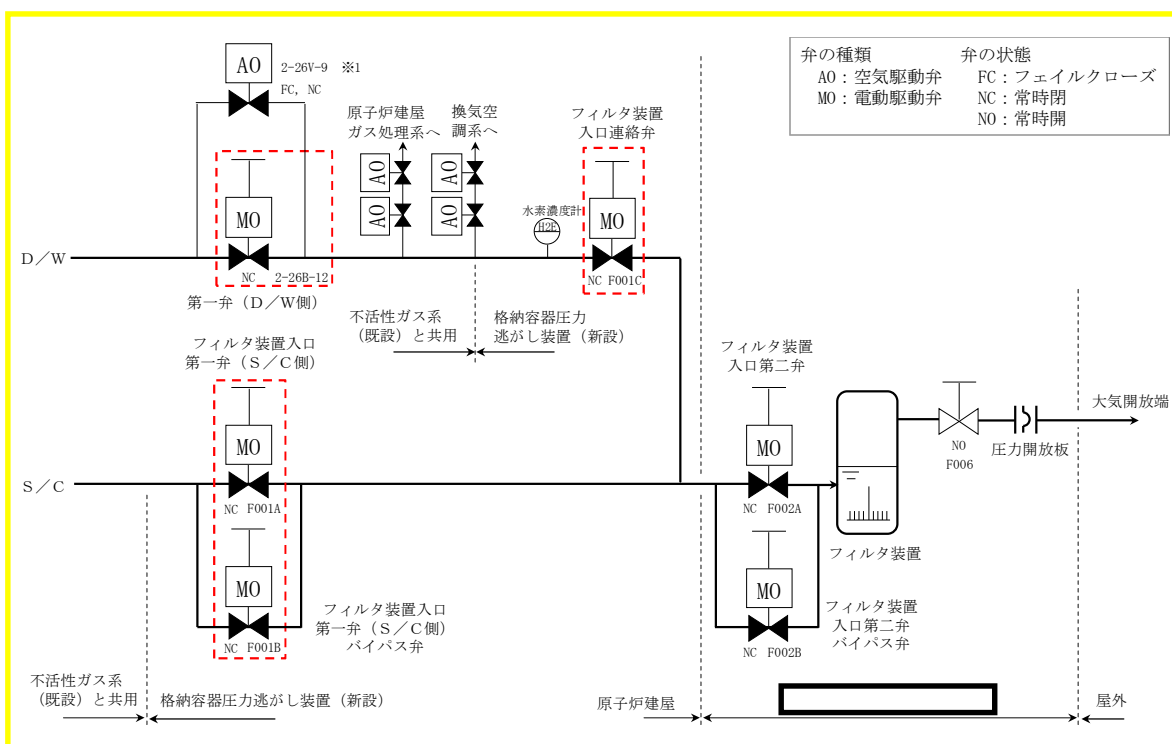 弁の種類
AO：空気駆動弁
MO：電動駆動弁
弁の状態
FC：フェイルクローズ
NC：常時閉
NO：常時開
AO
2-26V-9 ※1
FC, NC
MO
NC 2-26B-12
第一弁（D／W側）
D／W
原子炉建屋
ガス処理系へ
AO
AO
換気空
調系へ
AO
AO
水素濃度計
H2E
フィルタ装置
入口連絡弁
MO
NC F001C
不活性ガス系
（既設）と共用
格納容器圧力
逃がし装置（新設）
フィルタ装置入口
第一弁（S／C側）
MO
NC F001A
S／C
MO
NC F001B
フィルタ装置入口
第一弁（S／C側）
バイパス弁
フィルタ装置
入口第二弁
MO
NC F002A
MO
NC F002B
フィルタ装置
入口第二弁
バイパス弁
フィルタ装置
NO
F006
圧力開放板
大気開放端
不活性ガス系
（既設）と共用
格納容器圧力逃がし装置（新設）
原子炉建屋
屋外